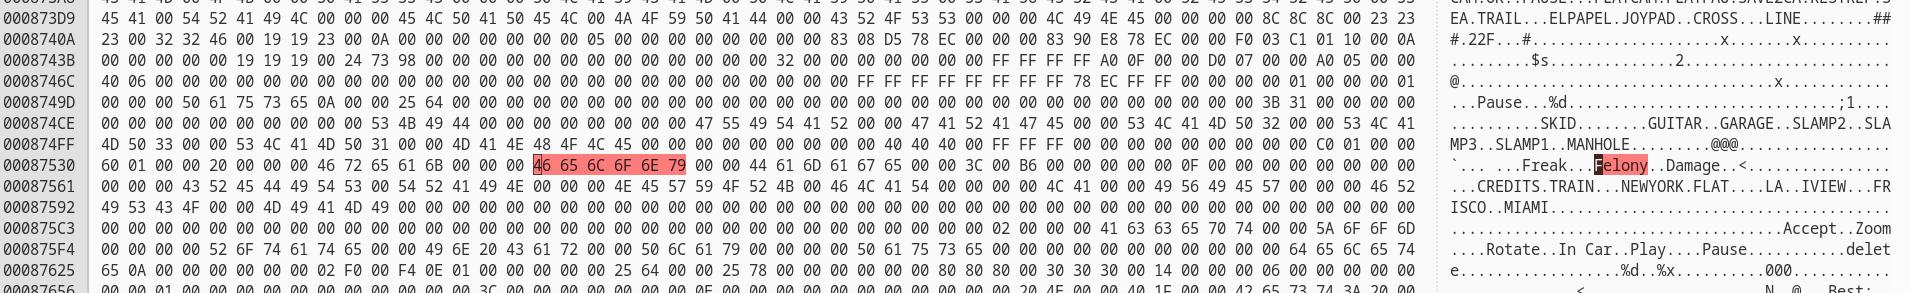 000873D9 45 41 00 54 52 41 49 4C 00 00 00 45 4C 50 41 50 45 4C 00 4A 4F 59 50 41 44 00 00 43 52 4F 53 53 00 00 00 4C 49 4E 45 00 00 00 00 8C 8C 8C 00 23 23 EA.TRAIL...ELPAPEL.JOYPAD..CROSS...LINE........##
0008740A 23 00 32 32 46 00 19 19 23 00 0A 00 00 00 00 00 00 00 05 00 00 00 00 00 00 00 00 83 08 D5 78 EC 00 00 00 83 90 E8 78 EC 00 00 F0 03 C1 01 10 00 0A #.22F...#......................x.......x.........
0008743B 00 00 00 00 00 19 19 19 00 24 73 98 00 00 00 00 00 00 00 00 00 00 00 00 00 32 00 00 00 00 00 00 00 FF FF FF FF A0 0F 00 00 D0 07 00 00 A0 05 00 00 .........$s..............2.......................
0008746C 40 06 00 00 00 00 00 00 00 00 00 00 00 00 00 00 00 00 00 00 00 00 00 00 00 00 00 00 FF FF FF FF FF FF FF FF 78 EC FF FF 00 00 00 00 01 00 00 00 01 @...................................x............
0008749D 00 00 00 50 61 75 73 65 0A 00 00 25 64 00 00 00 00 00 00 00 00 00 00 00 00 00 00 00 00 00 00 00 00 00 00 00 00 00 00 00 00 00 00 3B 31 00 00 00 00 ...Pause...%d..............................;1....
000874CE 00 00 00 00 00 00 00 00 00 00 53 4B 49 44 00 00 00 00 00 00 00 00 47 55 49 54 41 52 00 00 47 41 52 41 47 45 00 00 53 4C 41 4D 50 32 00 00 53 4C 41 ..........SKID........GUITAR..GARAGE..SLAMP2..SLA
000874FF 4D 50 33 00 00 53 4C 41 4D 50 31 00 00 4D 41 4E 48 4F 4C 45 00 00 00 00 00 00 00 00 00 40 40 40 00 FF FF FF 00 00 00 00 00 00 00 00 00 C0 01 00 00 MP3..SLAMP1..MANHOLE.........@@@.................
00087530 60 01 00 00 20 00 00 00 46 72 65 61 6B 00 00 00 46 65 6C 6F 6E 79 00 00 44 61 6D 61 67 65 00 00 3C 00 B6 00 00 00 00 00 0F 00 00 00 00 00 00 00 00 `... ...Freak...Felony..Damage..<................
00087561 00 00 00 43 52 45 44 49 54 53 00 54 52 41 49 4E 00 00 00 4E 45 57 59 4F 52 4B 00 46 4C 41 54 00 00 00 00 4C 41 00 00 49 56 49 45 57 00 00 00 46 52 ...CREDITS.TRAIN...NEWYORK.FLAT....LA..IVIEW...FR
00087592 49 53 43 4F 00 00 4D 49 41 4D 49 00 00 00 00 00 00 00 00 00 00 00 00 00 00 00 00 00 00 00 00 00 00 00 00 00 00 00 00 00 00 00 00 00 00 00 00 00 00 ISCO..MIAMI......................................
000875C3 00 00 00 00 00 00 00 00 00 00 00 00 00 00 00 00 00 00 00 00 00 00 00 00 00 00 00 00 00 00 00 00 00 02 00 00 00 41 63 63 65 70 74 00 00 5A 6F 6F 6D .....................................Accept..Zoom
000875F4 00 00 00 00 52 6F 74 61 74 65 00 00 49 6E 20 43 61 72 00 00 50 6C 61 79 00 00 00 00 50 61 75 73 65 00 00 00 00 00 00 00 00 00 00 00 64 65 6C 65 74 ....Rotate..In Car..Play....Pause...........delet
00087625 65 0A 00 00 00 00 00 00 02 F0 00 F4 0E 01 00 00 00 00 00 25 64 00 00 25 78 00 00 00 00 00 00 80 80 80 00 30 30 30 00 14 00 00 00 06 00 00 00 00 00 e..................%d..%x..........000...........